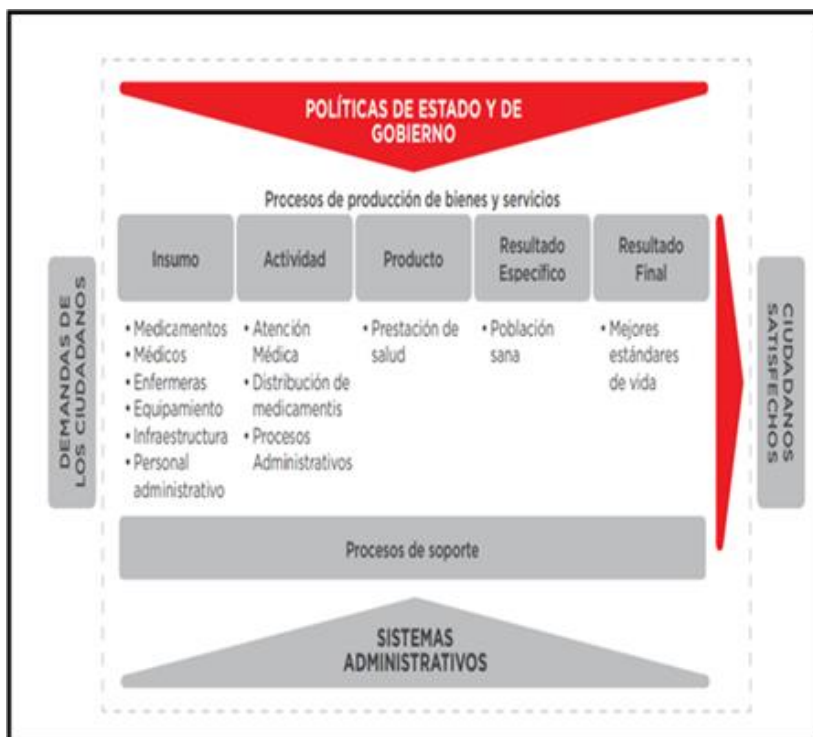 POLÍTICAS DE ESTADO Y DE
GOBIERNO
Procesos de producción de bienes y servicios
DEMANDAS DE
LOS CIUDADANOS
Insumo
• Medicamentos
• Médicos
• Enfermeras
• Equipamiento
• Infraestructura
• Personal
administrativo
Actividad
• Atención
Médica
• Distribución de
medicamentis
• Procesos
Administrativos
Producto
• Prestación de
salud
Resultado
Específico
• Población
sana
Resultado
Final
• Mejores
estándares
de vida
CIUDADANOS
SATISFECHOS
Procesos de soporte
SISTEMAS
ADMINISTRATIVOS